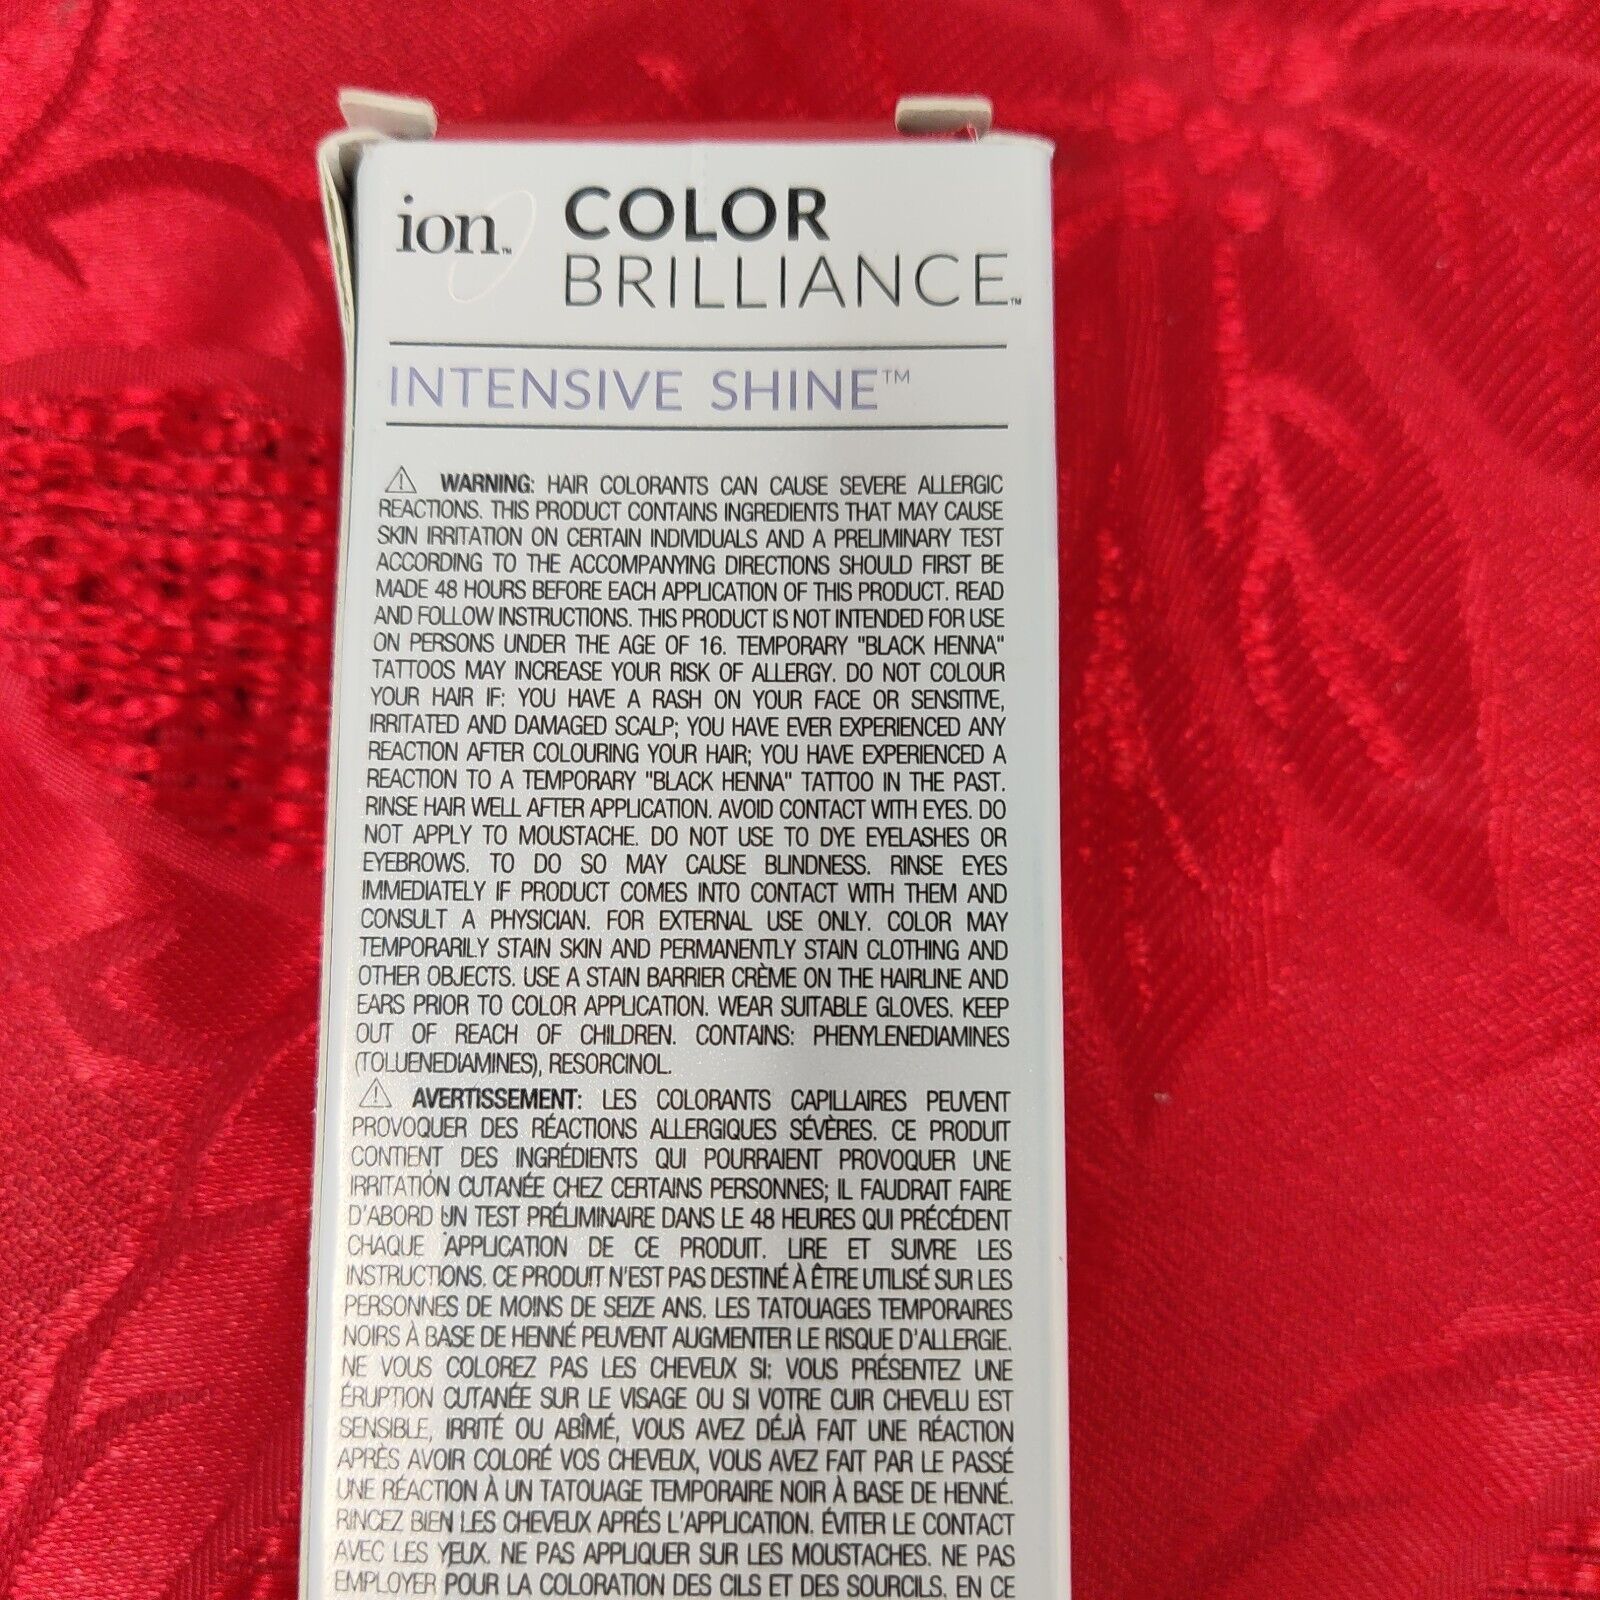 ion™
COLOR
BRILLIANCE™
INTENSIVE SHINE™
⚠ WARNING: HAIR COLORANTS CAN CAUSE SEVERE ALLERGIC
REACTIONS. THIS PRODUCT CONTAINS INGREDIENTS THAT MAY CAUSE
SKIN IRRITATION ON CERTAIN INDIVIDUALS AND A PRELIMINARY TEST
ACCORDING TO THE ACCOMPANYING DIRECTIONS SHOULD FIRST BE
MADE 48 HOURS BEFORE EACH APPLICATION OF THIS PRODUCT. READ
AND FOLLOW INSTRUCTIONS. THIS PRODUCT IS NOT INTENDED FOR USE
ON PERSONS UNDER THE AGE OF 16. TEMPORARY "BLACK HENNA"
TATTOOS MAY INCREASE YOUR RISK OF ALLERGY. DO NOT COLOUR
YOUR HAIR IF: YOU HAVE A RASH ON YOUR FACE OR SENSITIVE,
IRRITATED AND DAMAGED SCALP; YOU HAVE EVER EXPERIENCED ANY
REACTION AFTER COLOURING YOUR HAIR; YOU HAVE EXPERIENCED A
REACTION TO A TEMPORARY "BLACK HENNA" TATTOO IN THE PAST.
RINSE HAIR WELL AFTER APPLICATION. AVOID CONTACT WITH EYES. DO
NOT APPLY TO MOUSTACHE. DO NOT USE TO DYE EYELASHES OR
EYEBROWS. TO DO SO MAY CAUSE BLINDNESS. RINSE EYES
IMMEDIATELY IF PRODUCT COMES INTO CONTACT WITH THEM AND
CONSULT A PHYSICIAN. FOR EXTERNAL USE ONLY. COLOR MAY
TEMPORARILY STAIN SKIN AND PERMANENTLY STAIN CLOTHING AND
OTHER OBJECTS. USE A STAIN BARRIER CRÈME ON THE HAIRLINE AND
EARS PRIOR TO COLOR APPLICATION. WEAR SUITABLE GLOVES. KEEP
OUT OF REACH OF CHILDREN. CONTAINS: PHENYLENEDIAMINES
(TOLUENEDIAMINES), RESORCINOL.
⚠ AVERTISSEMENT: LES COLORANTS CAPILLAIRES PEUVENT
PROVOQUER DES RÉACTIONS ALLERGIQUES SÉVÈRES. CE PRODUIT
CONTIENT DES INGRÉDIENTS QUI POURRAIENT PROVOQUER UNE
IRRITATION CUTANÉE CHEZ CERTAINS PERSONNES; IL FAUDRAIT FAIRE
D'ABORD UN TEST PRÉLIMINAIRE DANS LE 48 HEURES QUI PRÉCÉDENT
CHAQUE APPLICATION DE CE PRODUIT. LIRE ET SUIVRE LES
INSTRUCTIONS. CE PRODUIT N'EST PAS DESTINÉ À ÊTRE UTILISÉ SUR LES
PERSONNES DE MOINS DE SEIZE ANS. LES TATOUAGES TEMPORAIRES
NOIRS À BASE DE HENNÉ PEUVENT AUGMENTER LE RISQUE D'ALLERGIE.
NE VOUS COLOREZ PAS LES CHEVEUX SI: VOUS PRÉSENTEZ UNE
ÉRUPTION CUTANÉE SUR LE VISAGE OU SI VOTRE CUIR CHEVELU EST
SENSIBLE, IRRITÉ OU ABÎMÉ, VOUS AVEZ DÉJÀ FAIT UNE RÉACTION
APRÈS AVOIR COLORÉ VOS CHEVEUX, VOUS AVEZ FAIT PAR LE PASSÉ
UNE RÉACTION À UN TATOUAGE TEMPORAIRE NOIR À BASE DE HENNÉ.
RINCEZ BIEN LES CHEVEUX APRÉS L'APPLICATION. ÉVITER LE CONTACT
AVEC LES YEUX. NE PAS APPLIQUER SUR LES MOUSTACHES. NE PAS
EMPLOYER POUR LA COLORATION DES CILS ET DES SOURCILS. EN CE